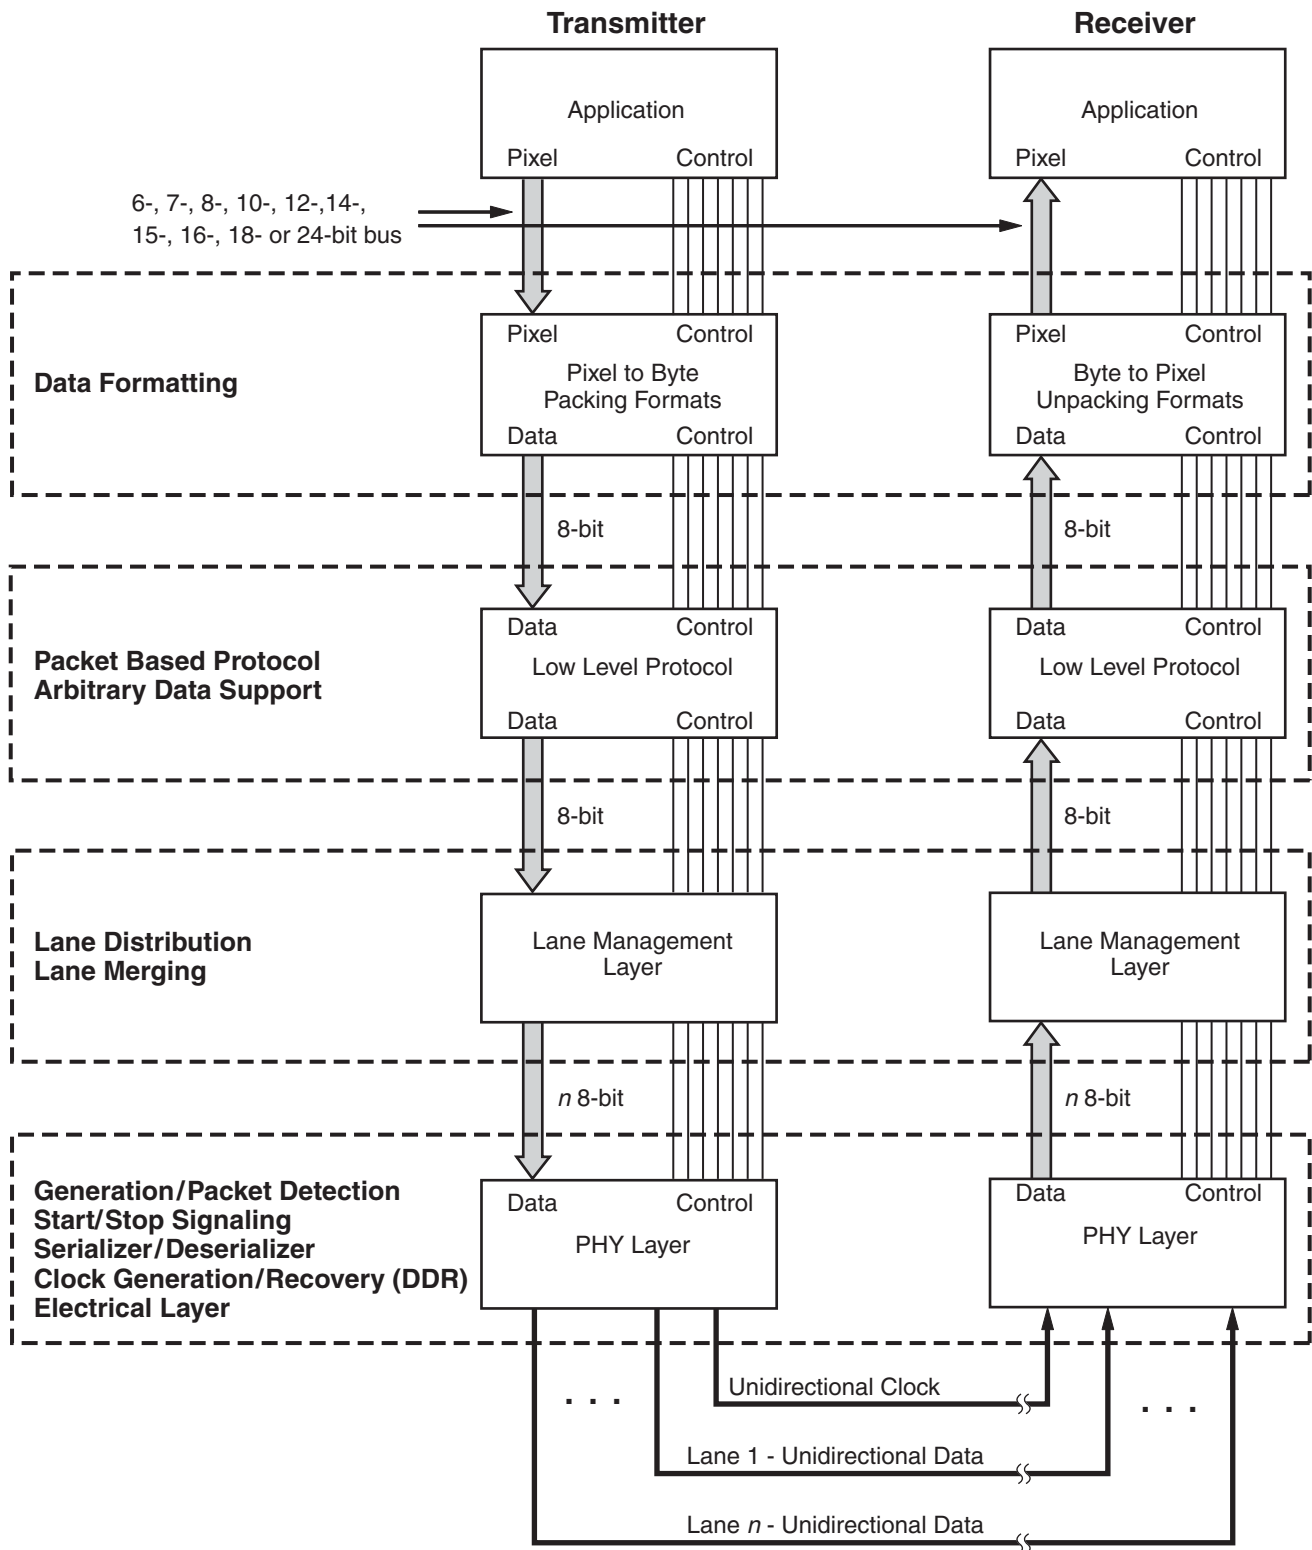 Transmitter
Receiver
Application
Application
Pixel
Control
Pixel
Control
6-, 7-, 8-, 10-, 12-,14-,
15-, 16-, 18- or 24-bit bus
Pixel
Control
Pixel
Control
Data Formatting
Pixel to Byte
Packing Formats
Byte to Pixel
Unpacking Formats
Data
Control
Data
Control
8-bit
8-bit
Data
Control
Data
Control
Packet Based Protocol
Arbitrary Data Support
Low Level Protocol
Low Level Protocol
Data
Control
Data
Control
8-bit
8-bit
Lane Distribution
Lane Merging
Lane Management
Layer
Lane Management
Layer
n 8-bit
n 8-bit
Generation/Packet Detection
Start/Stop Signaling
Serializer/Deserializer
Clock Generation/Recovery (DDR)
Electrical Layer
Data
Control
PHY Layer
Data
Control
PHY Layer
. . .
Unidirectional Clock
. . .
Lane 1 - Unidirectional Data
Lane n - Unidirectional Data